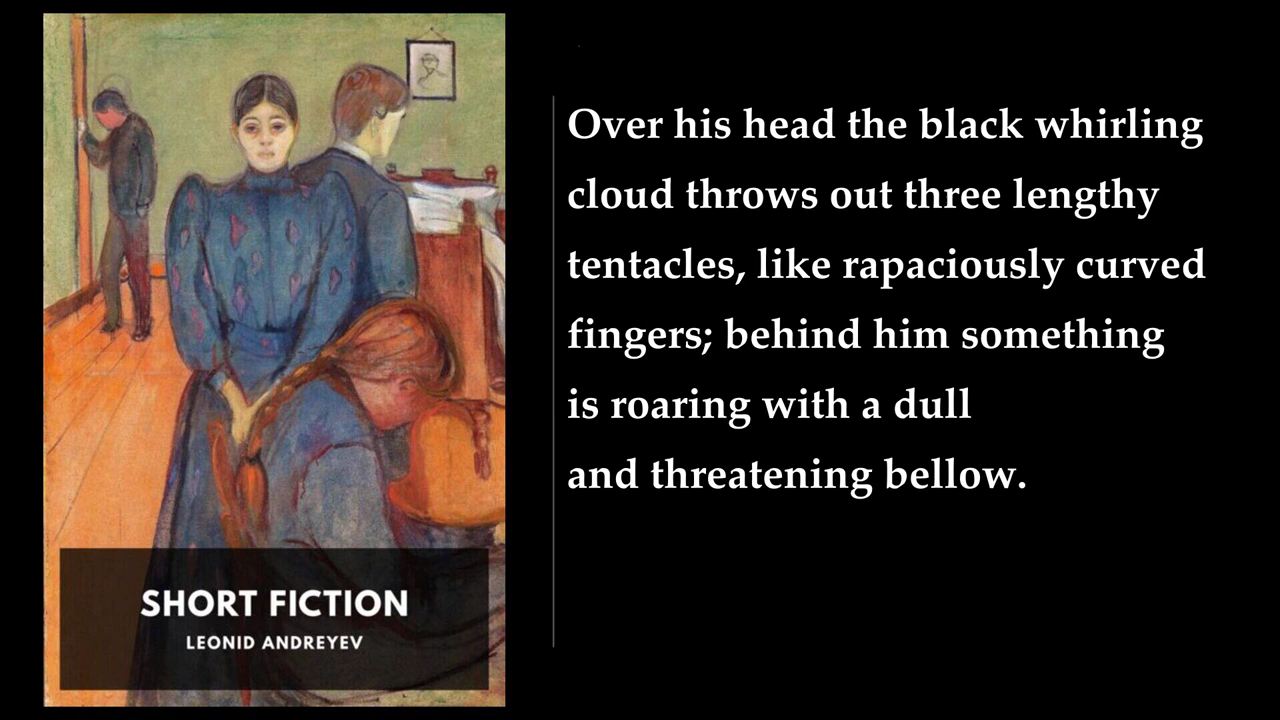 SHORT FICTION
LEONID ANDREYEV
Over his head the black whirling
cloud throws out three lengthy
tentacles, like rapaciously curved
fingers; behind him something
is roaring with a dull
and threatening bellow.